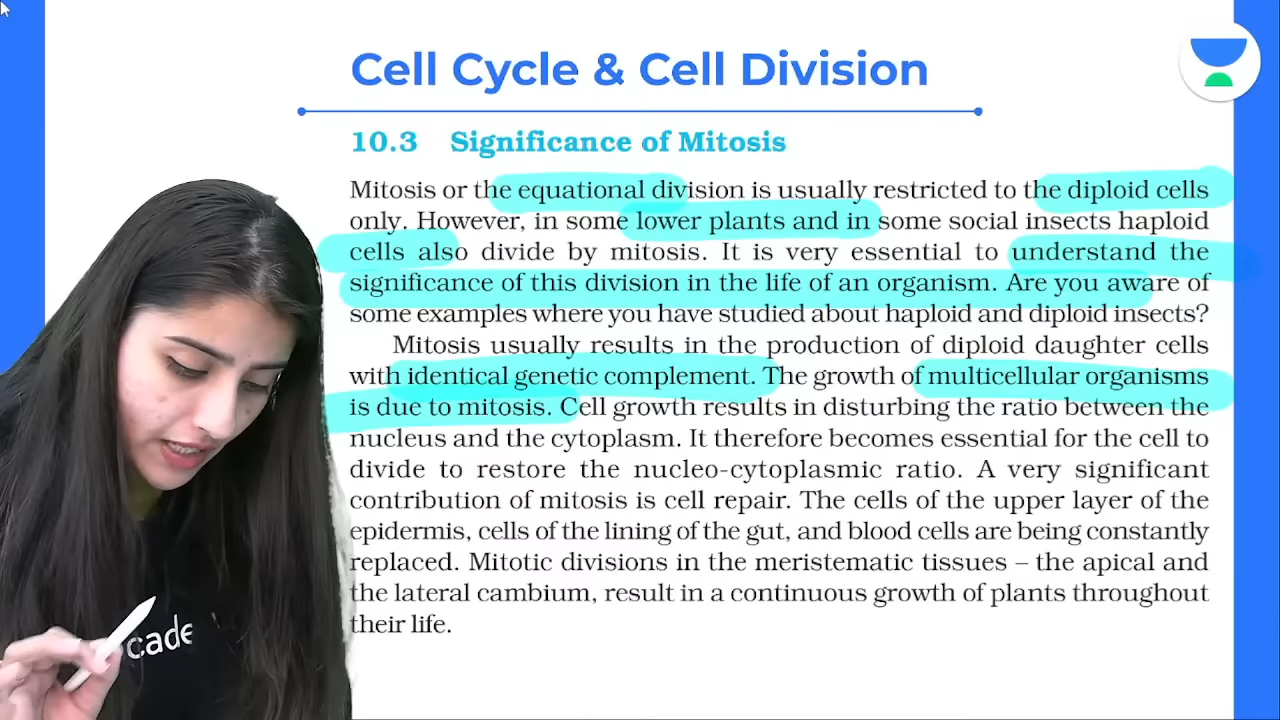 Cell Cycle & Cell Division
10.3 Significance of Mitosis
Mitosis or the equational division is usually restricted to the diploid cells
only. However, in some lower plants and in some social insects haploid
cells also divide by mitosis. It is very essential to understand the
significance of this division in the life of an organism. Are you aware of
some examples where you have studied about haploid and diploid insects?
Mitosis usually results in the production of diploid daughter cells
with identical genetic complement. The growth of multicellular organisms
is due to mitosis. Cell growth results in disturbing the ratio between the
nucleus and the cytoplasm. It therefore becomes essential for the cell to
divide to restore the nucleo-cytoplasmic ratio. A very significant
contribution of mitosis is cell repair. The cells of the upper layer of the
epidermis, cells of the lining of the gut, and blood cells are being constantly
replaced. Mitotic divisions in the meristematic tissues – the apical and
the lateral cambium, result in a continuous growth of plants throughout
their life.
cade